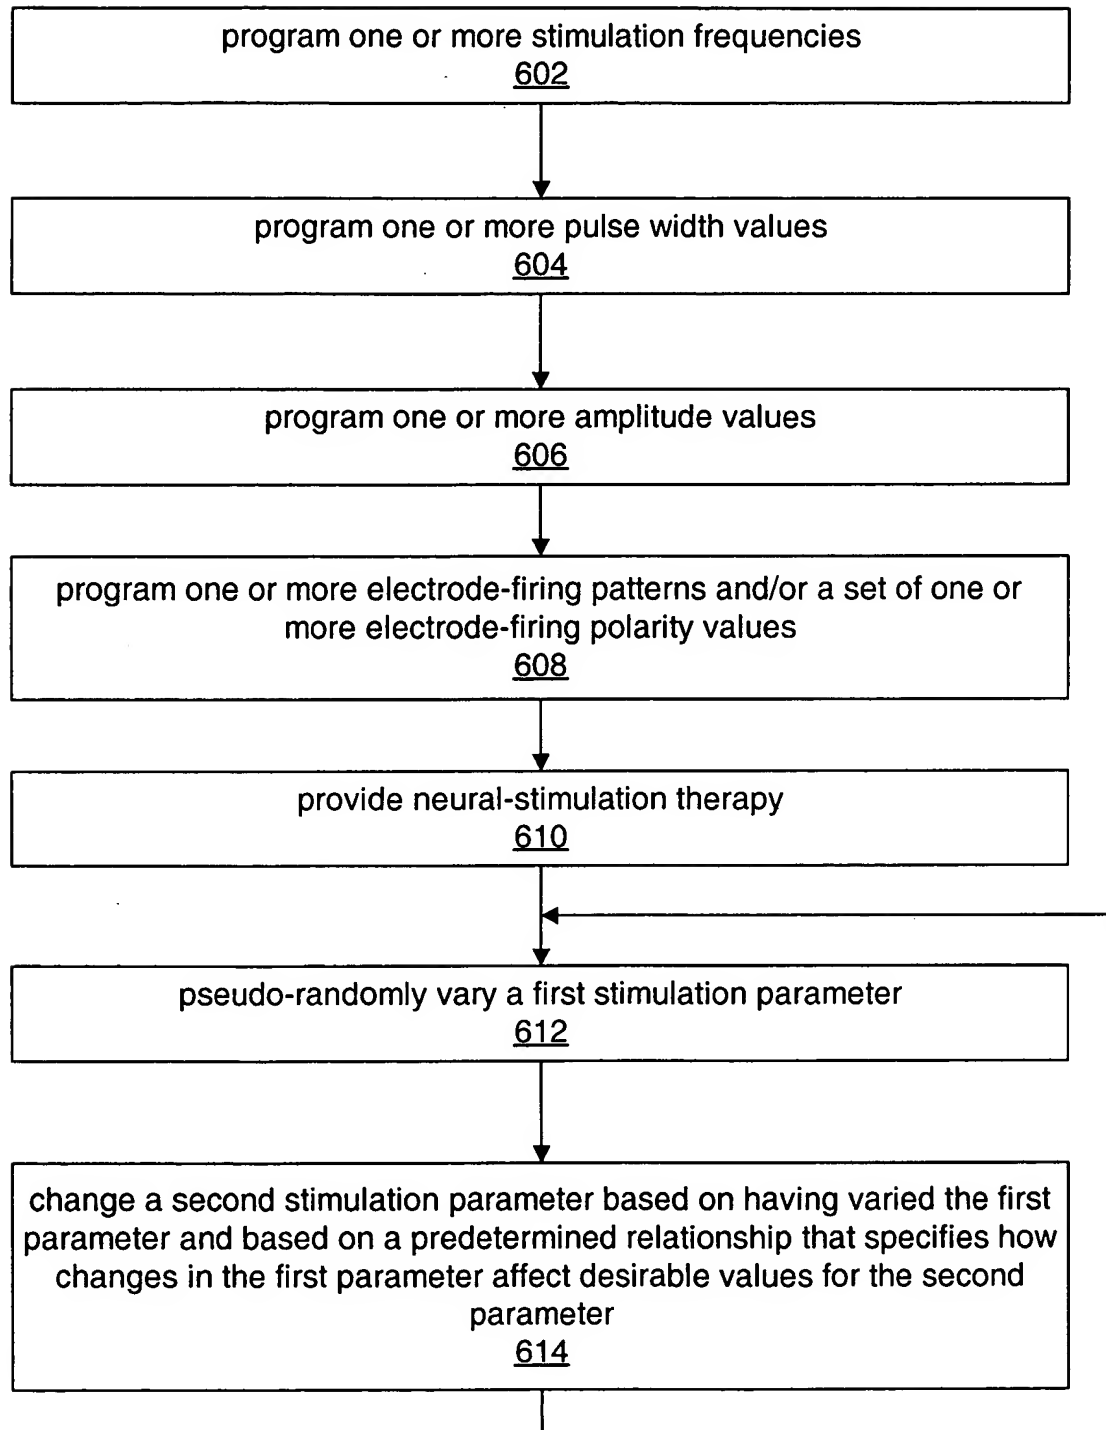 program one or more stimulation frequencies
602
program one or more pulse width values
604
program one or more amplitude values
606
program one or more electrode-firing patterns and/or a set of one or
more electrode-firing polarity values
608
provide neural-stimulation therapy
610
pseudo-randomly vary a first stimulation parameter
612
change a second stimulation parameter based on having varied the first
parameter and based on a predetermined relationship that specifies how
changes in the first parameter affect desirable values for the second
parameter
614